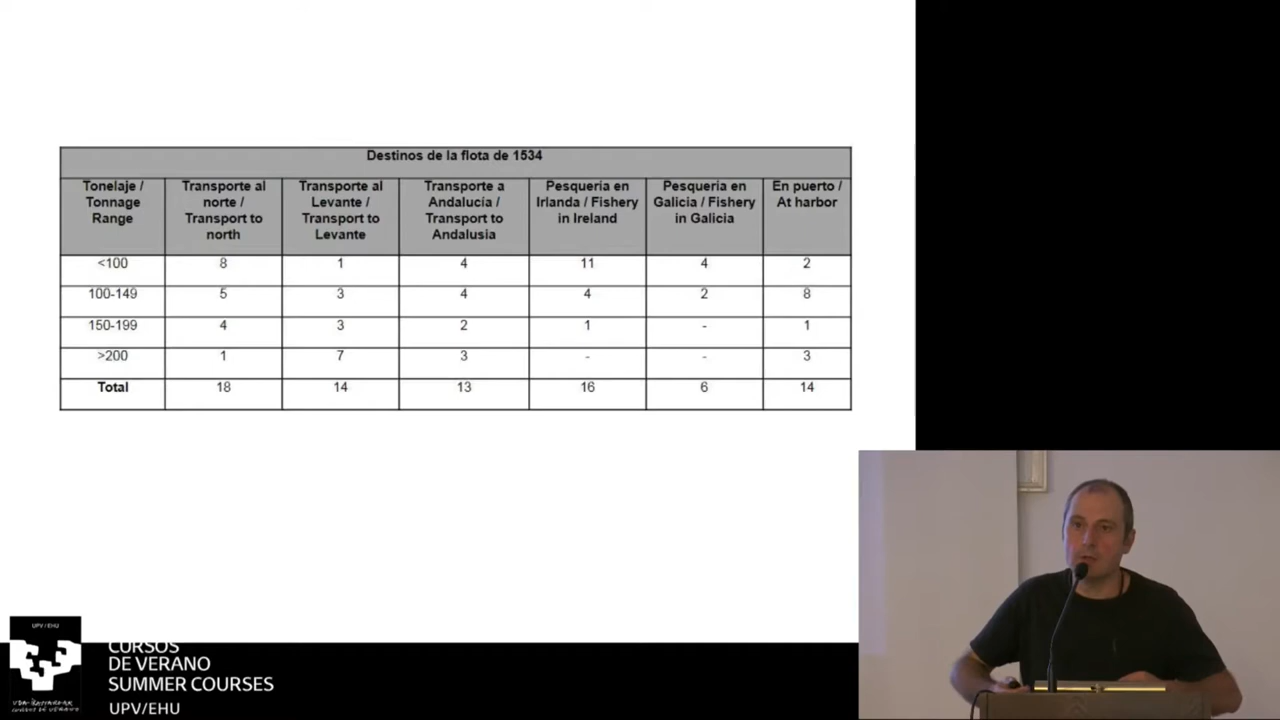 Destinos de la flota de 1534
Tonelaje / Tonnage Range | Transporte al norte / Transport to north | Transporte al Levante / Transport to Levante | Transporte a Andalucía / Transport to Andalusia | Pesquería en Irlanda / Fishery in Ireland | Pesquería en Galicia / Fishery in Galicia | En puerto / At harbor
<100 | 8 | 1 | 4 | 11 | 4 | 2
100-149 | 5 | 3 | 4 | 4 | 2 | 8
150-199 | 4 | 3 | 2 | 1 | - | 1
>200 | 1 | 7 | 3 | - | - | 3
Total | 18 | 14 | 13 | 16 | 6 | 14
UPV / EHU
CURSOS
DE VERANO
SUMMER COURSES
UPV/EHU